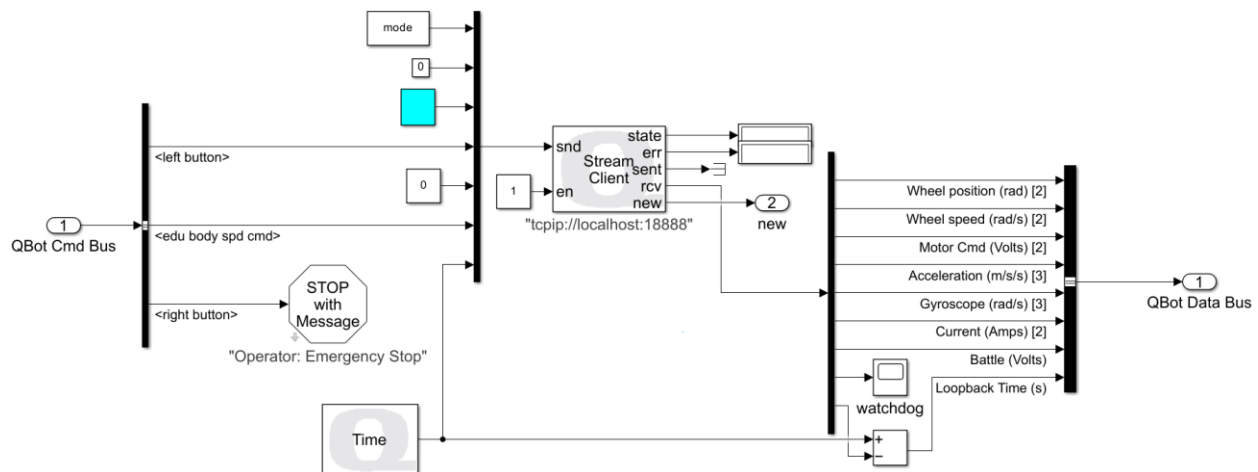 mode
0
<left button>
0
1
QBot Cmd Bus
<edu body spd cmd>
<right button>
STOP
with
Message
"Operator: Emergency Stop"
Time
snd
en
Stream
Client
state
err
sent
rcv
new
1
"tcpip://localhost:18888"
2
new
Wheel position (rad) [2]
Wheel speed (rad/s) [2]
Motor Cmd (Volts) [2]
Acceleration (m/s/s) [3]
Gyroscope (rad/s) [3]
Current (Amps) [2]
Battle (Volts)
Loopback Time (s)
watchdog
+
−
1
QBot Data Bus